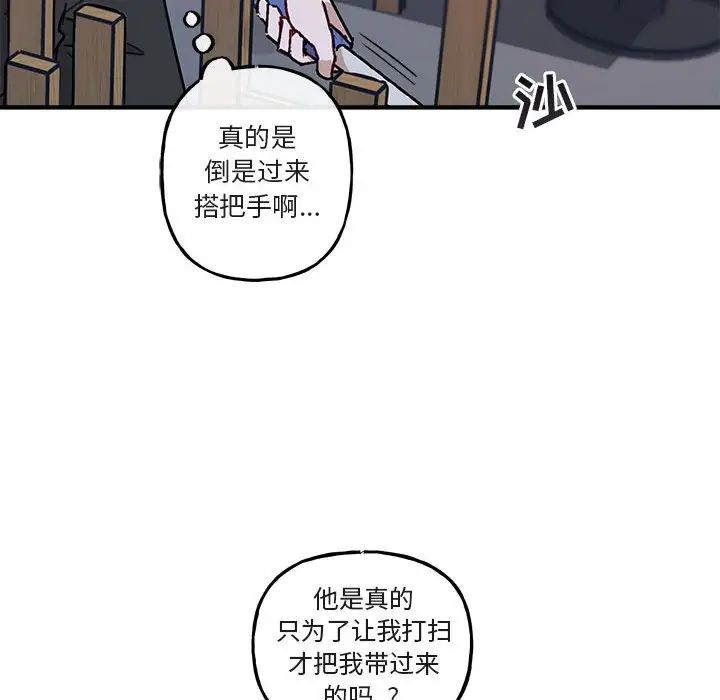 沙
真的是
倒是过来
搭把手啊...
他是真的
只为了让我打扫
才把我带过来
的吗..?